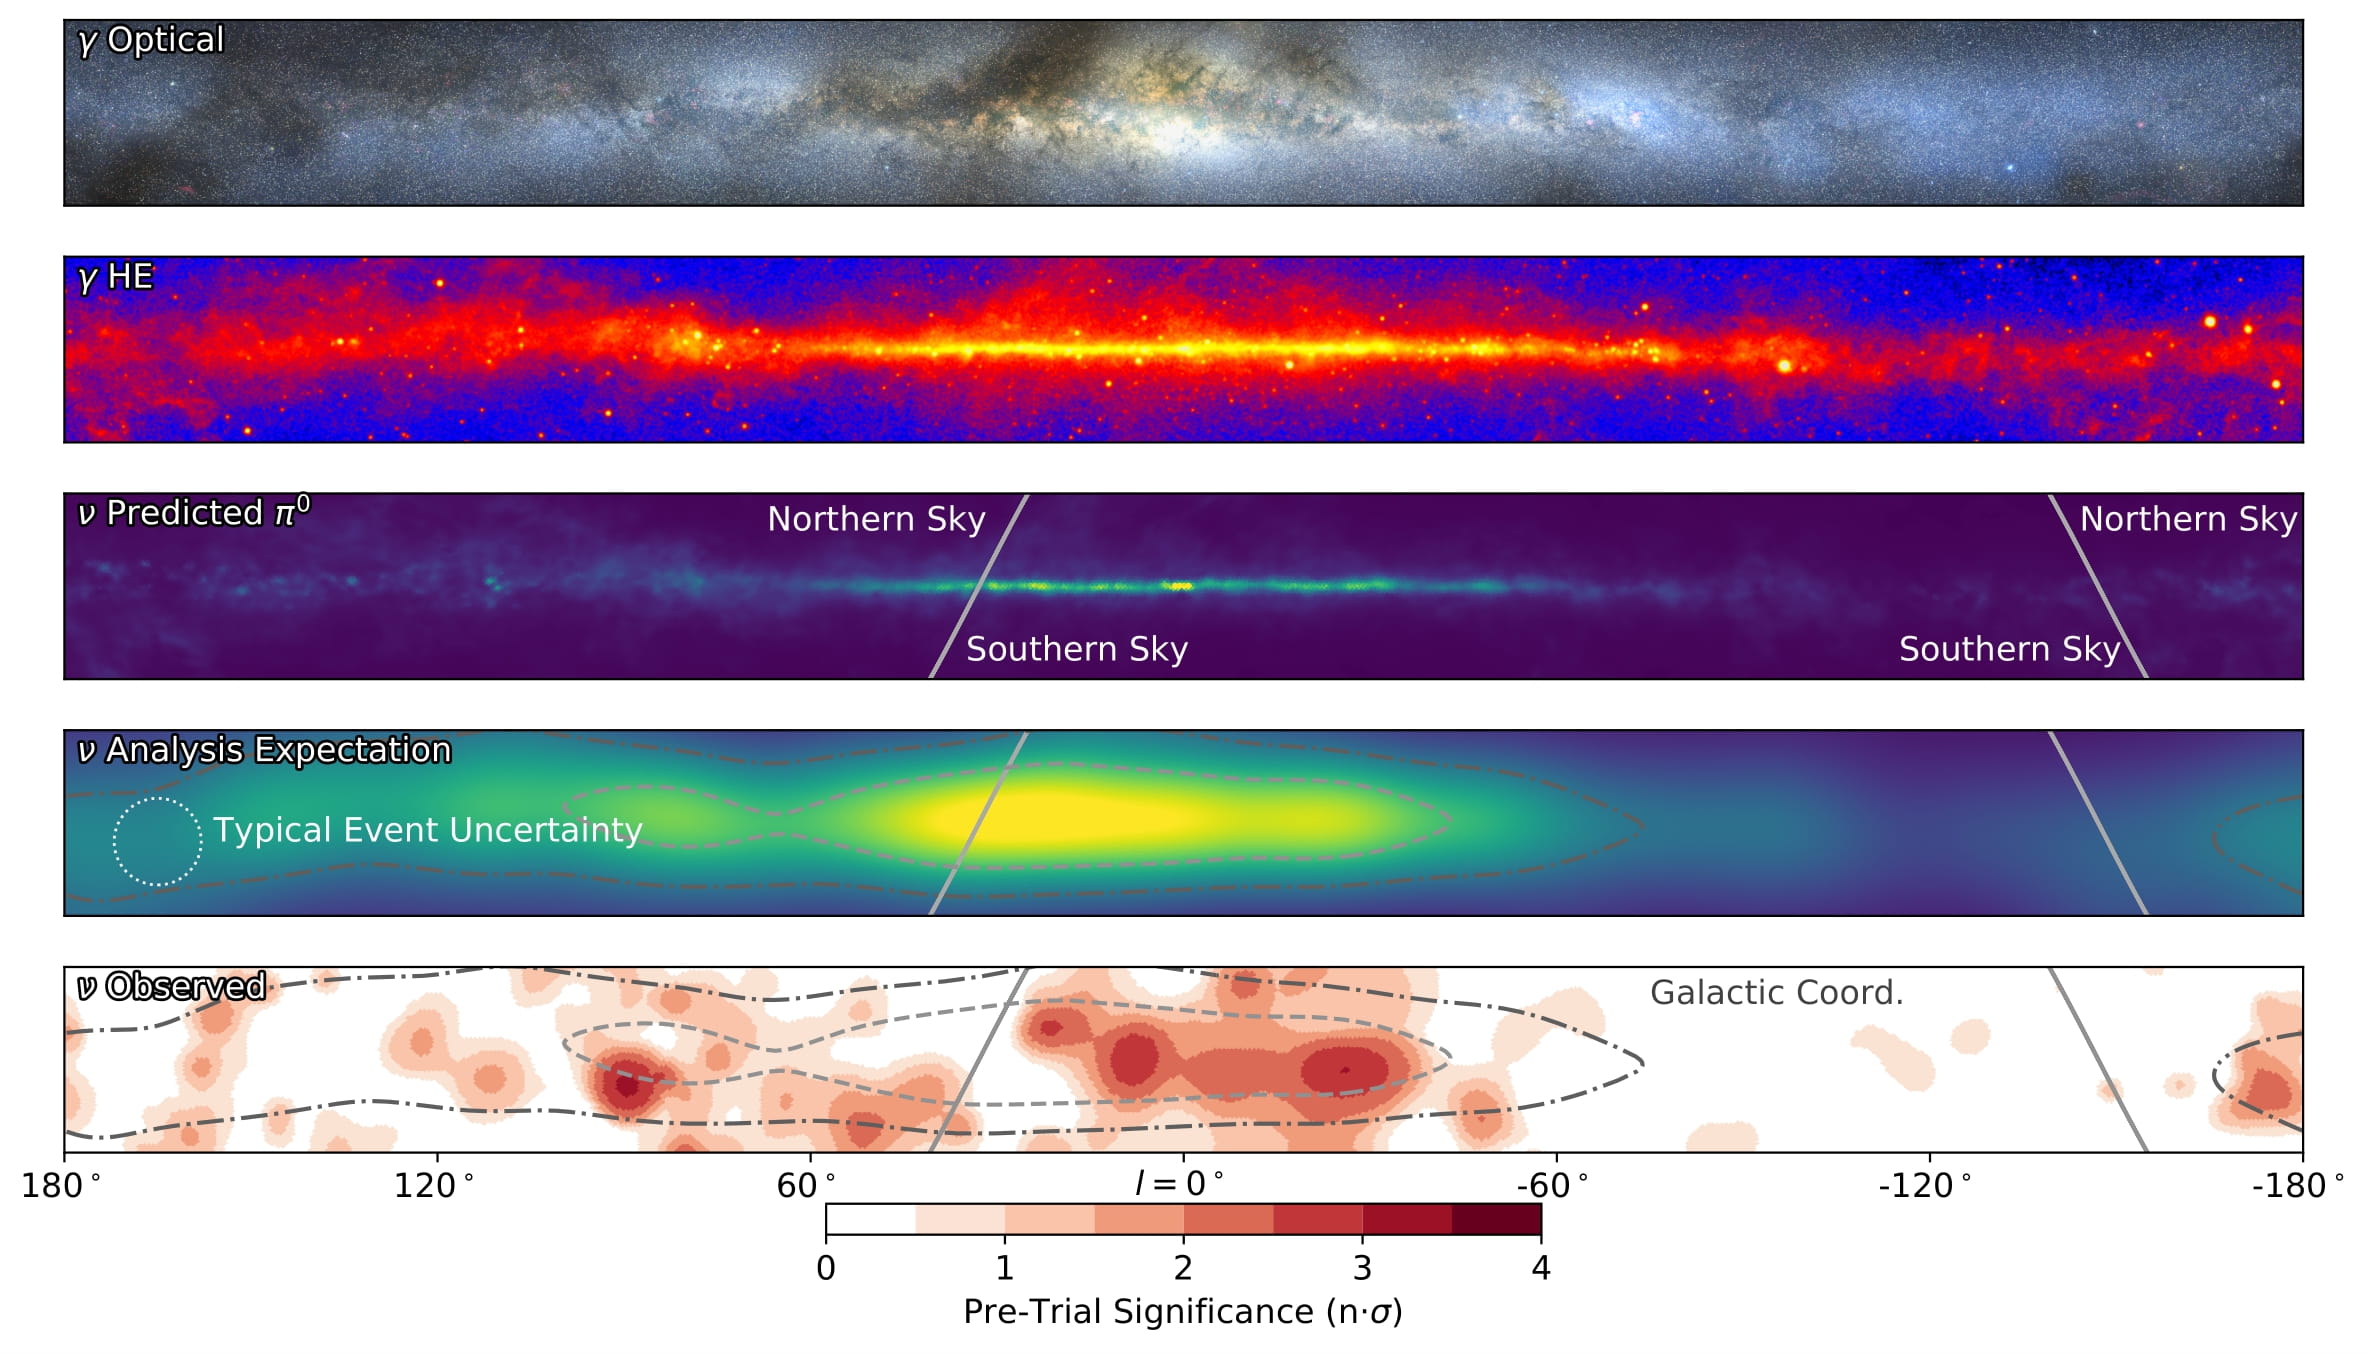 γ Optical
γ HE
ν Predicted π⁰
Northern Sky
Northern Sky
Southern Sky
Southern Sky
ν Analysis Expectation
Typical Event Uncertainty
ν Observed
Galactic Coord.
180° 120° 60° l = 0° -60° -120° -180°
0 1 2 3 4
Pre-Trial Significance (n·σ)